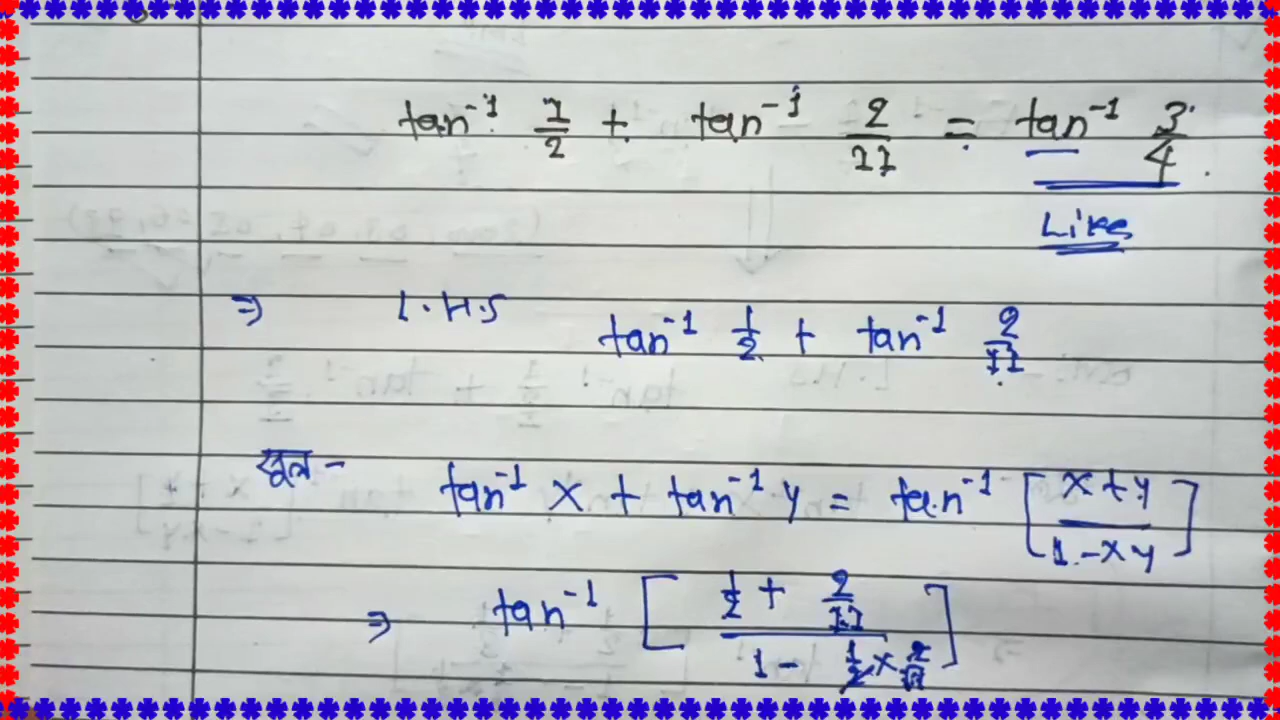 tan⁻¹ 1/2 + tan⁻¹ 2/11 = tan⁻¹ 3/4.
Like
⇒ L.H.S tan⁻¹ 1/2 + tan⁻¹ 2/11
सूत्र - tan⁻¹ x + tan⁻¹ y = tan⁻¹ [x+y / 1-xy]
⇒ tan⁻¹ [1/2 + 2/11 / 1 - 1/2 × 2/11]